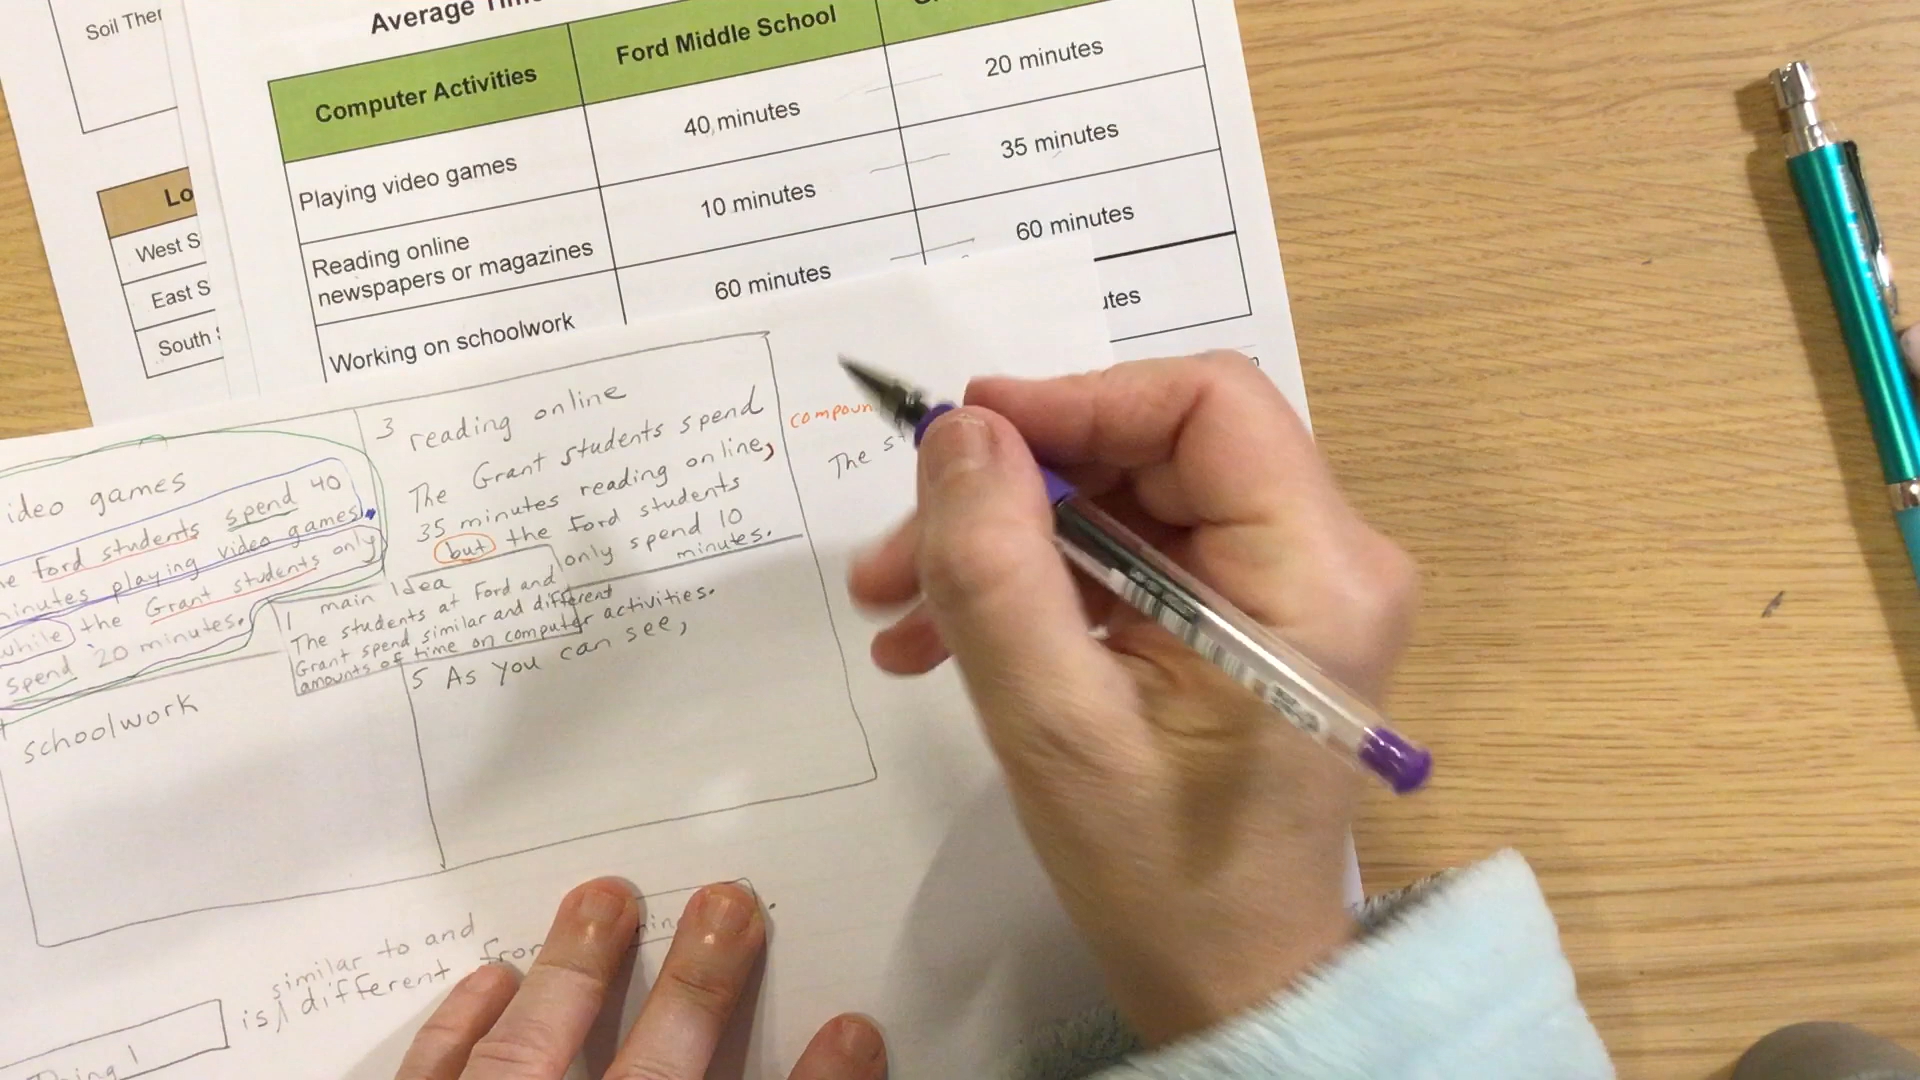 Soil Ther
Average
Computer Activities
Ford Middle School
Playing video games
40 minutes
20 minutes
Reading online
newspapers or magazines
10 minutes
35 minutes
Working on schoolwork
60 minutes
60 minutes
utes
Lo
West S
East S
South
ideo games
he Ford students spend 40
minutes playing video games.
while the Grant students only
spend 20 minutes.
3 reading online
The Grant students spend
35 minutes reading online,
but the Ford students
only spend 10
minutes.
compoun
The st
1 main idea
The students at Ford and
Grant spend similar and different
amounts of time on computer activities.
schoolwork
5 As you can see,
similar to and
is different from
Thing 1